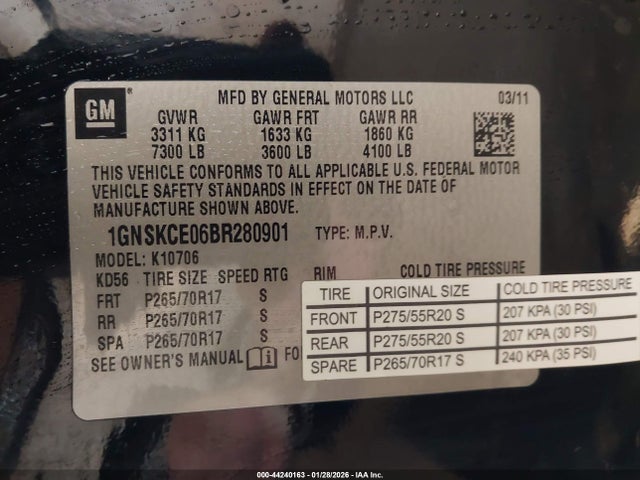 GM
MFD BY GENERAL MOTORS LLC 03/11
GVWR GAWR FRT GAWR RR
3311 KG 1633 KG 1860 KG
7300 LB 3600 LB 4100 LB
THIS VEHICLE CONFORMS TO ALL APPLICABLE U.S. FEDERAL MOTOR
VEHICLE SAFETY STANDARDS IN EFFECT ON THE DATE OF
MANUFACTURE SHOWN ABOVE.
1GNSKCE06BR280901 TYPE: M.P.V.
MODEL: K10706
KD56 TIRE SIZE SPEED RTG RIM COLD TIRE PRESSURE
FRT P265/70R17 S
RR P265/70R17 S
SPA P265/70R17 S
SEE OWNER'S MANUAL i FO
TIRE ORIGINAL SIZE COLD TIRE PRESSURE
FRONT P275/55R20 S 207 KPA (30 PSI)
REAR P275/55R20 S 207 KPA (30 PSI)
SPARE P265/70R17 S 240 KPA (35 PSI)
000-44240163 - 01/28/2026 - IAA Inc.